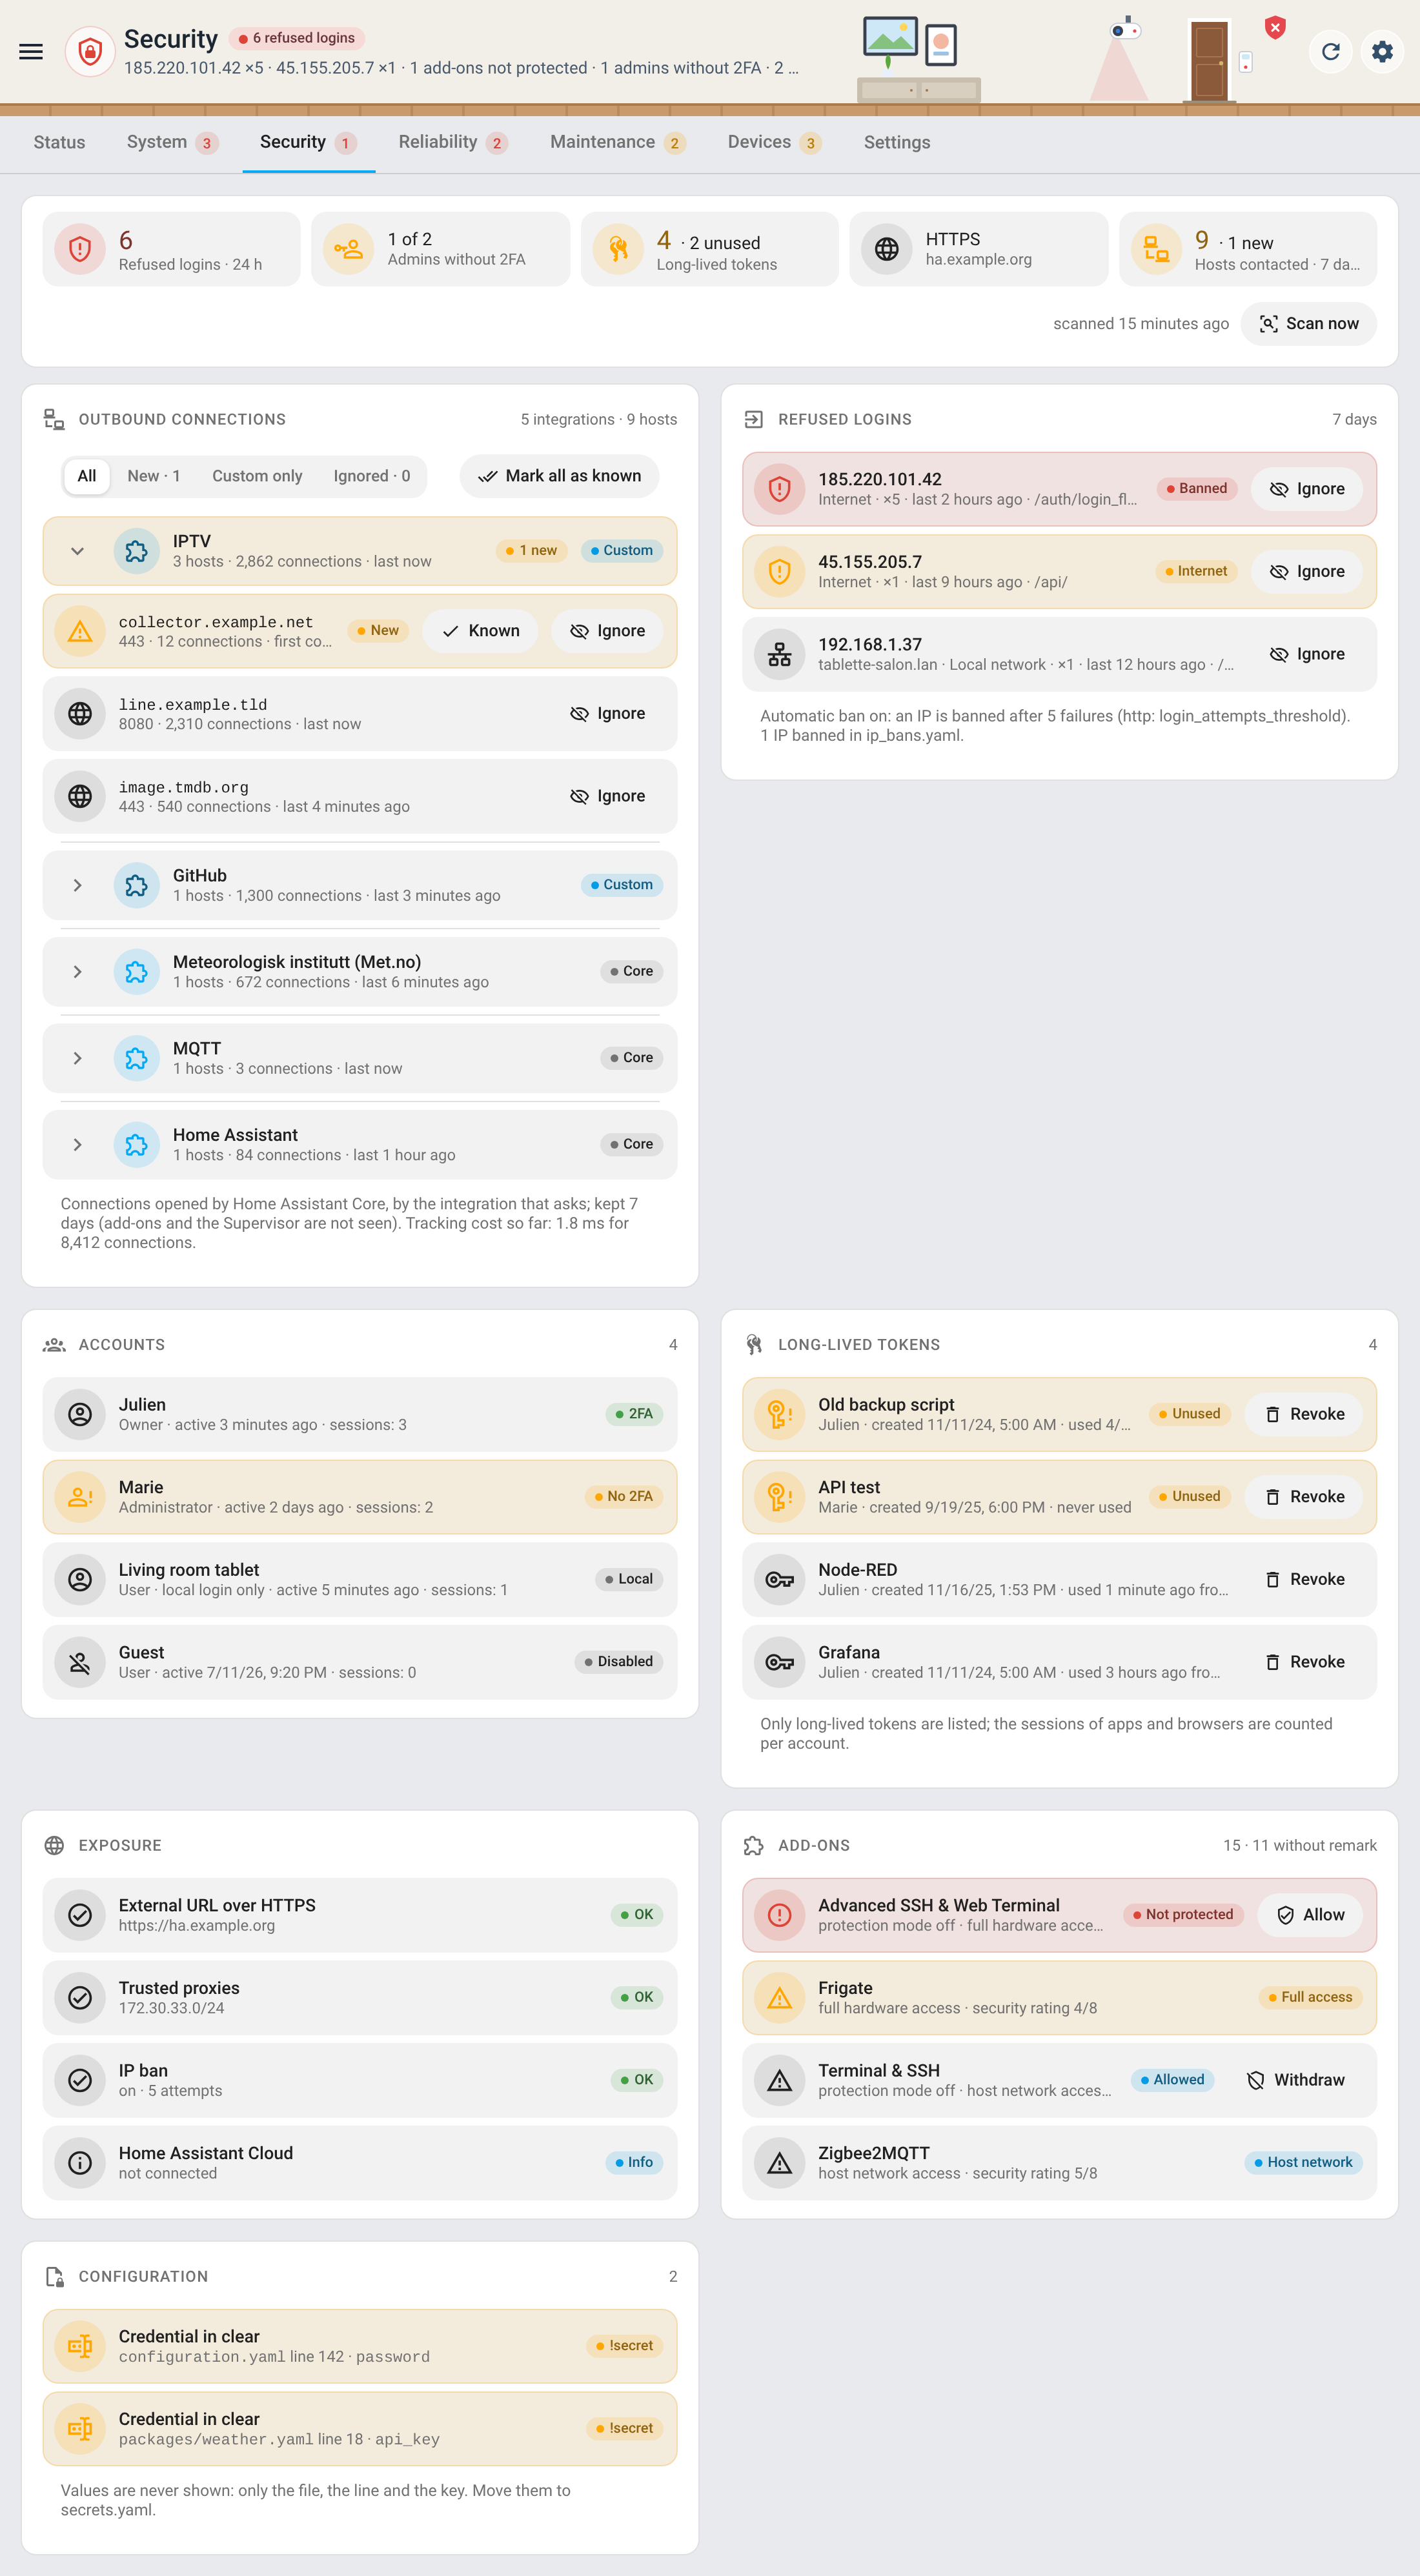 Security
6 refused logins
185.220.101.42 ×5 · 45.155.205.7 ×1 · 1 add-ons not protected · 1 admins without 2FA · 2 ...
Status
System 3
Security 1
Reliability 2
Maintenance 2
Devices 3
Settings
6
Refused logins · 24 h
1 of 2
Admins without 2FA
4 · 2 unused
Long-lived tokens
HTTPS
ha.example.org
9 · 1 new
Hosts contacted · 7 da...
scanned 15 minutes ago
Scan now
OUTBOUND CONNECTIONS
5 integrations · 9 hosts
All
New · 1
Custom only
Ignored · 0
Mark all as known
IPTV
3 hosts · 2,862 connections · last now
1 new
Custom
collector.example.net
443 · 12 connections · first co...
New
Known
Ignore
line.example.tld
8080 · 2,310 connections · last now
Ignore
image.tmdb.org
443 · 540 connections · last 4 minutes ago
Ignore
GitHub
1 hosts · 1,300 connections · last 3 minutes ago
Custom
Meteorologisk institutt (Met.no)
1 hosts · 672 connections · last 6 minutes ago
Core
MQTT
1 hosts · 3 connections · last now
Core
Home Assistant
1 hosts · 84 connections · last 1 hour ago
Core
Connections opened by Home Assistant Core, by the integration that asks; kept 7
days (add-ons and the Supervisor are not seen). Tracking cost so far: 1.8 ms for
8,412 connections.
REFUSED LOGINS
7 days
185.220.101.42
Internet · ×5 · last 2 hours ago · /auth/login_fl...
Banned
Ignore
45.155.205.7
Internet · ×1 · last 9 hours ago · /api/
Internet
Ignore
192.168.1.37
tablette-salon.lan · Local network · ×1 · last 12 hours ago · /...
Ignore
Automatic ban on: an IP is banned after 5 failures (http: login_attempts_threshold).
1 IP banned in ip_bans.yaml.
ACCOUNTS
4
Julien
Owner · active 3 minutes ago · sessions: 3
2FA
Marie
Administrator · active 2 days ago · sessions: 2
No 2FA
Living room tablet
User · local login only · active 5 minutes ago · sessions: 1
Local
Guest
User · active 7/11/26, 9:20 PM · sessions: 0
Disabled
LONG-LIVED TOKENS
4
Old backup script
Julien · created 11/11/24, 5:00 AM · used 4/...
Unused
Revoke
API test
Marie · created 9/19/25, 6:00 PM · never used
Unused
Revoke
Node-RED
Julien · created 11/16/25, 1:53 PM · used 1 minute ago fro...
Revoke
Grafana
Julien · created 11/11/24, 5:00 AM · used 3 hours ago fro...
Revoke
Only long-lived tokens are listed; the sessions of apps and browsers are counted
per account.
EXPOSURE
External URL over HTTPS
https://ha.example.org
OK
Trusted proxies
172.30.33.0/24
OK
IP ban
on · 5 attempts
OK
Home Assistant Cloud
not connected
Info
ADD-ONS
15 · 11 without remark
Advanced SSH & Web Terminal
protection mode off · full hardware acce...
Not protected
Allow
Frigate
full hardware access · security rating 4/8
Full access
Terminal & SSH
protection mode off · host network acces...
Allowed
Withdraw
Zigbee2MQTT
host network access · security rating 5/8
Host network
CONFIGURATION
2
Credential in clear
configuration.yaml line 142 · password
!secret
Credential in clear
packages/weather.yaml line 18 · api_key
!secret
Values are never shown: only the file, the line and the key. Move them to
secrets.yaml.